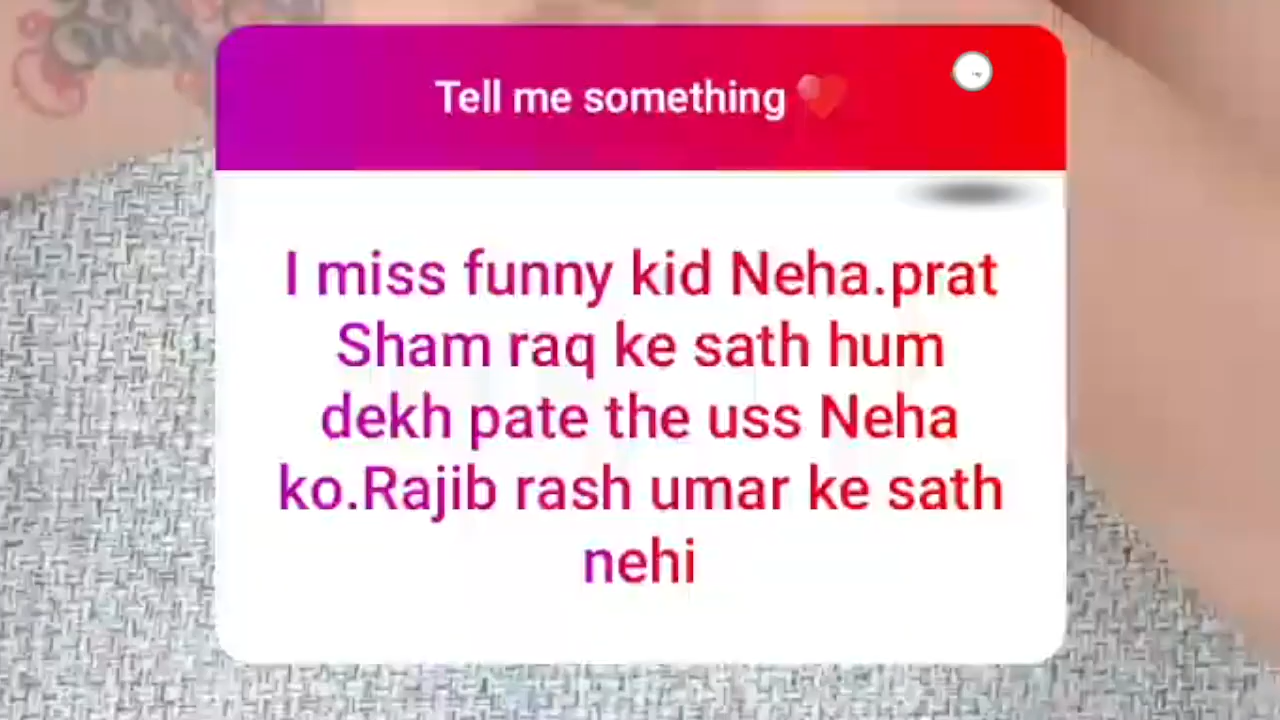 Tell me something ❤️
I miss funny kid Neha.prat
Sham raq ke sath hum
dekh pate the uss Neha
ko.Rajib rash umar ke sath
nehi